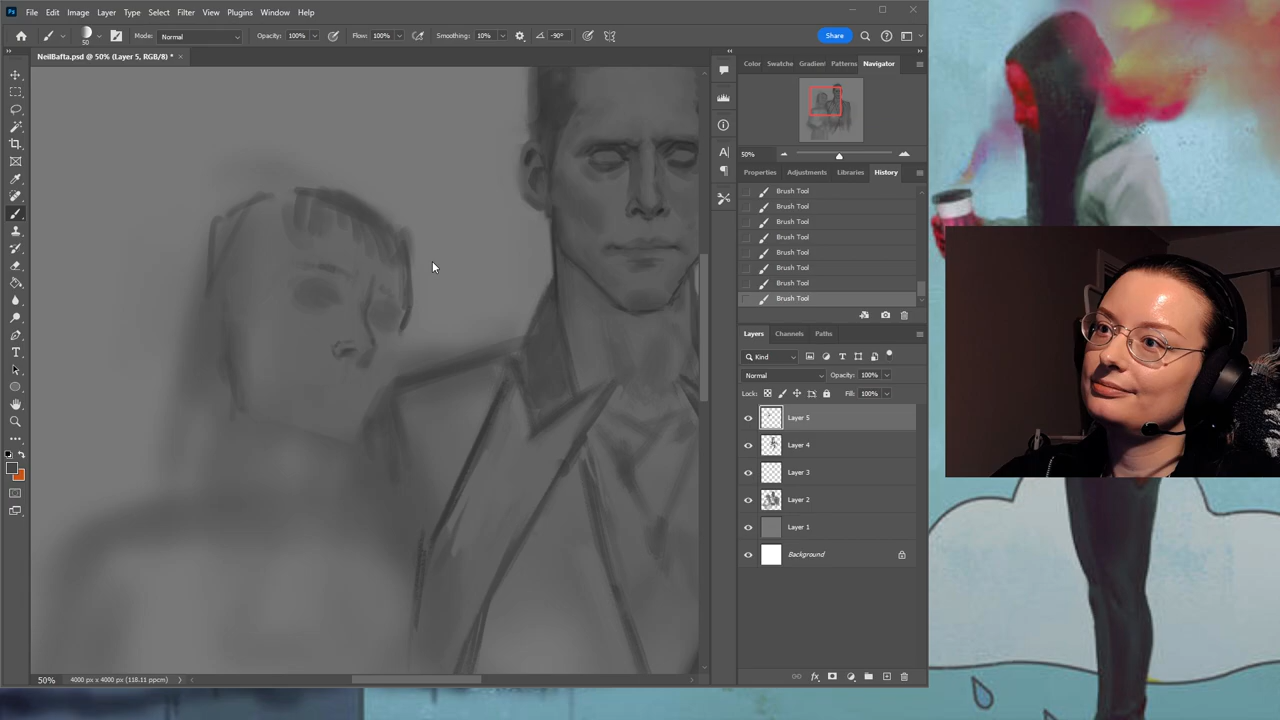 Ps File Edit Image Layer Type Select Filter View Plugins Window Help
50 Mode: Normal Opacity: 100% Flow: 100% Smoothing: 10% -90° Share
NeilBafta.psd @ 50% (Layer 5, RGB/8) *
Color Swatche Gradien Patterns Navigator
50%
Properties Adjustments Libraries History
Brush Tool
Brush Tool
Brush Tool
Brush Tool
Brush Tool
Brush Tool
Brush Tool
Brush Tool
Layers Channels Paths
Kind
Normal Opacity: 100%
Lock: Fill: 100%
Layer 5
Layer 4
Layer 3
Layer 2
Layer 1
Background
50% 4000 px x 4000 px (118.11 ppcm)